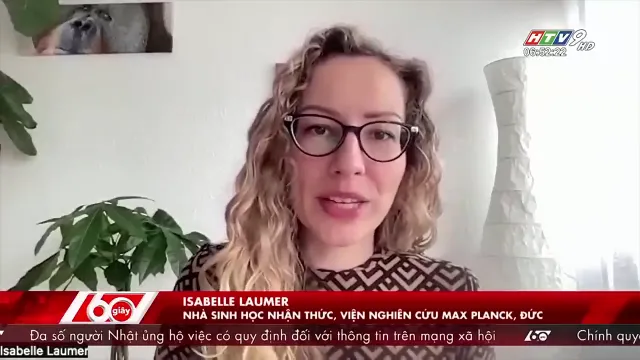 HTV9 HD
06:52:22
60 giây
ISABELLE LAUMER
NHÀ SINH HỌC NHẬN THỨC, VIỆN NGHIÊN CỨU MAX PLANCK, ĐỨC
Đa số người Nhật ủng hộ việc có quy định đối với thông tin trên mạng xã hội 60 Chính quy
Isabelle Laumer